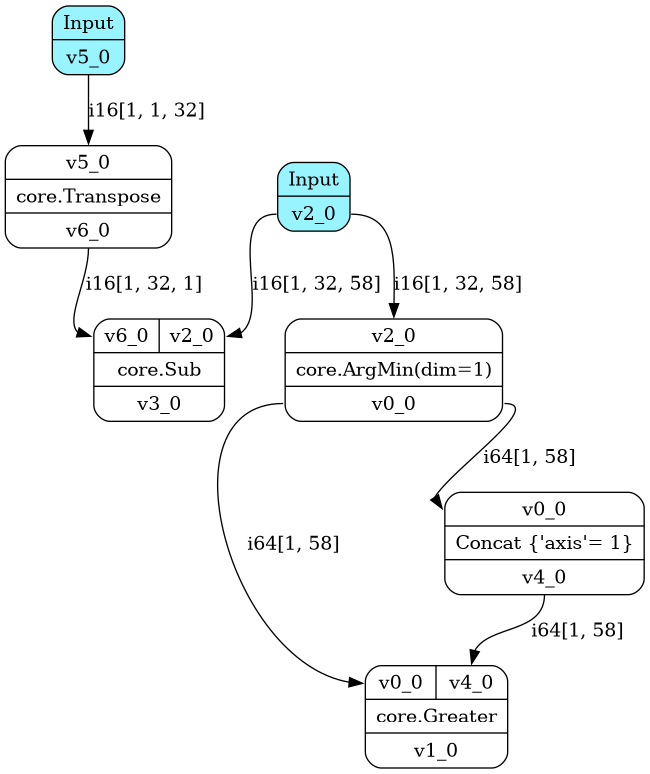 Input
v5_0
i16[1, 1, 32]
v5_0
core.Transpose
v6_0
Input
v2_0
i16[1, 32, 1]
i16[1, 32, 58]
i16[1, 32, 58]
v6_0 v2_0
core.Sub
v3_0
v2_0
core.ArgMin(dim=1)
v0_0
i64[1, 58]
v0_0
Concat {'axis'= 1}
v4_0
i64[1, 58]
i64[1, 58]
v0_0 v4_0
core.Greater
v1_0